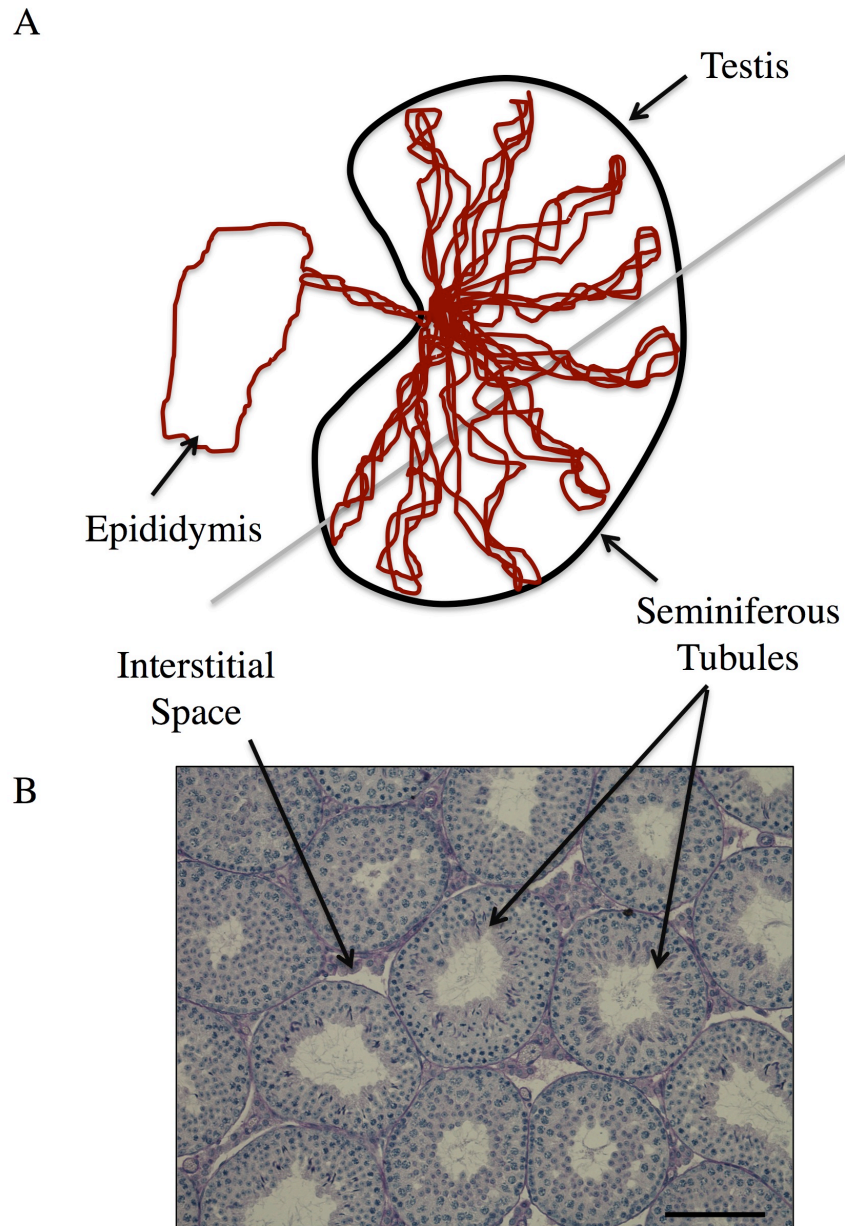 A
Testis
Epididymis
Seminiferous
Tubules
Interstitial
Space
B